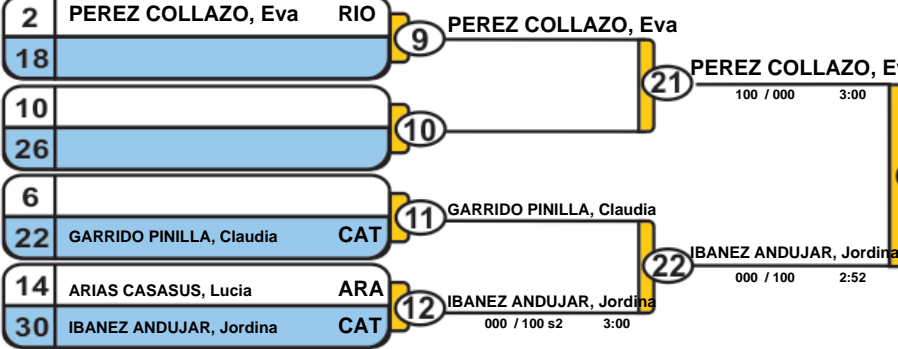 2 PEREZ COLLAZO, Eva RIO
18
9 PEREZ COLLAZO, Eva
10
26
10
21 PEREZ COLLAZO, Ev
100 / 000 3:00
6
22 GARRIDO PINILLA, Claudia CAT
11 GARRIDO PINILLA, Claudia
14 ARIAS CASASUS, Lucia ARA
30 IBANEZ ANDUJAR, Jordina CAT
12 IBANEZ ANDUJAR, Jordina
000 / 100 s2 3:00
22 IBANEZ ANDUJAR, Jordina
000 / 100 2:52